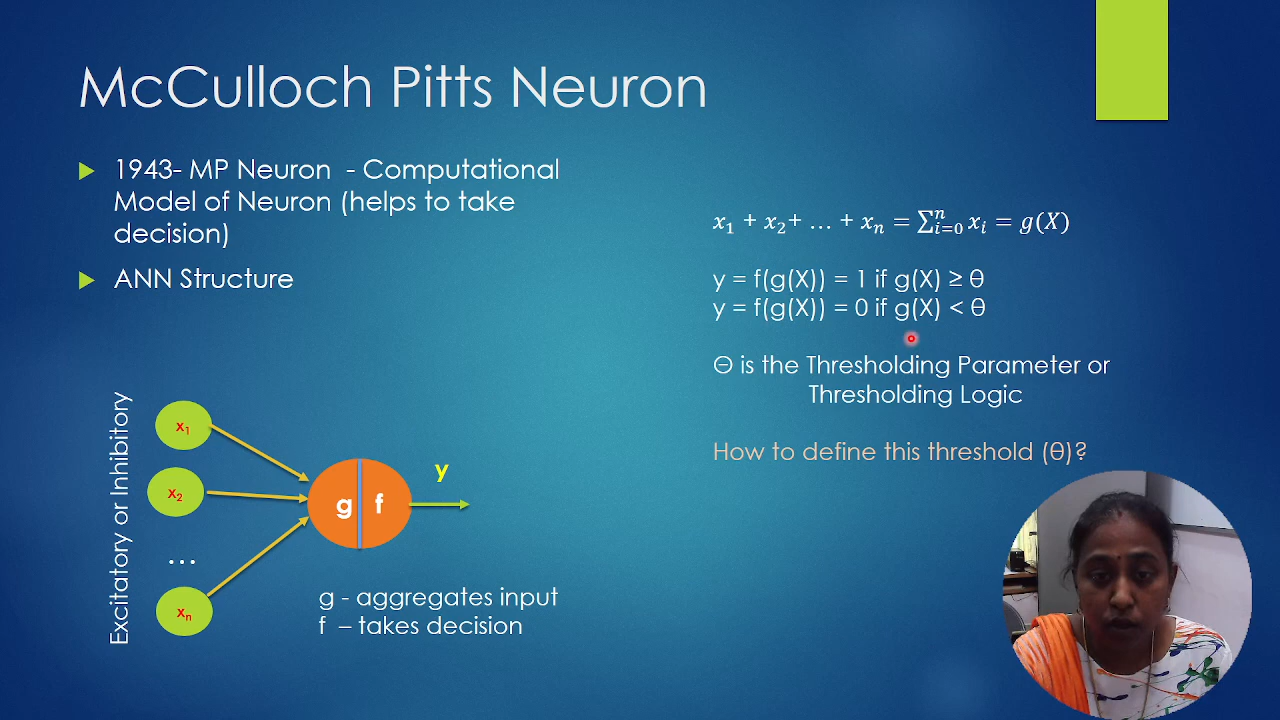 McCulloch Pitts Neuron
1943- MP Neuron - Computational
Model of Neuron (helps to take
decision)
ANN Structure
x₁ + x₂+ … + xₙ = ∑ⁿᵢ₌₀ xᵢ = g(X)
y = f(g(X)) = 1 if g(X) ≥ θ
y = f(g(X)) = 0 if g(X) < θ
Θ is the Thresholding Parameter or
Thresholding Logic
How to define this threshold (θ)?
Excitatory or Inhibitory
x₁
x₂
…
xₙ
g f
y
g - aggregates input
f – takes decision